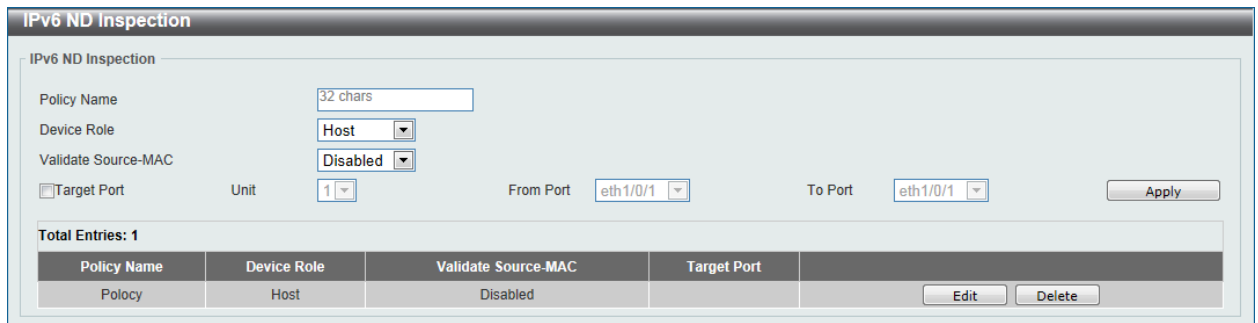 IPv6 ND Inspection
IPv6 ND Inspection
Policy Name 32 chars
Device Role Host
Validate Source-MAC Disabled
Target Port Unit 1 From Port eth1/0/1 To Port eth1/0/1 Apply
Total Entries: 1
Policy Name Device Role Validate Source-MAC Target Port
Polocy Host Disabled Edit Delete